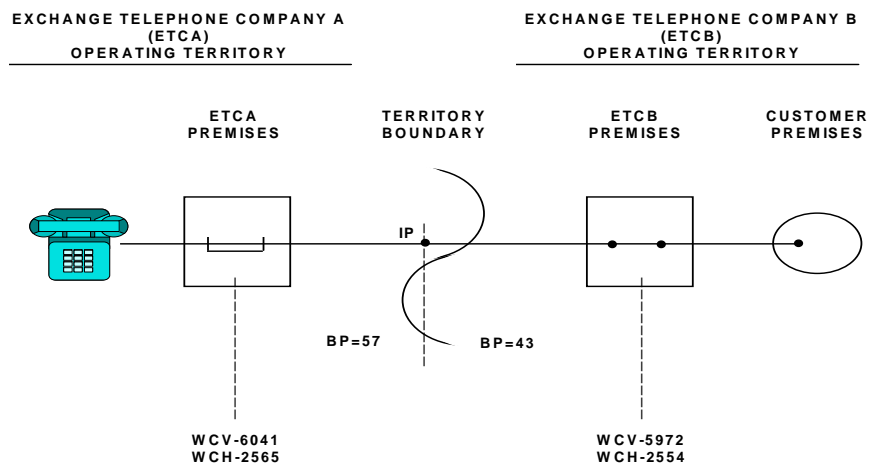 EXCHANGE TELEPHONE COMPANY A
(ETCA)
OPERATING TERRITORY
EXCHANGE TELEPHONE COMPANY B
(ETCB)
OPERATING TERRITORY
ETCA
PREMISES
TERRITORY
BOUNDARY
ETCB
PREMISES
CUSTOMER
PREMISES
IP
BP=57
BP=43
WCV-6041
WCH-2565
WCV-5972
WCH-2554